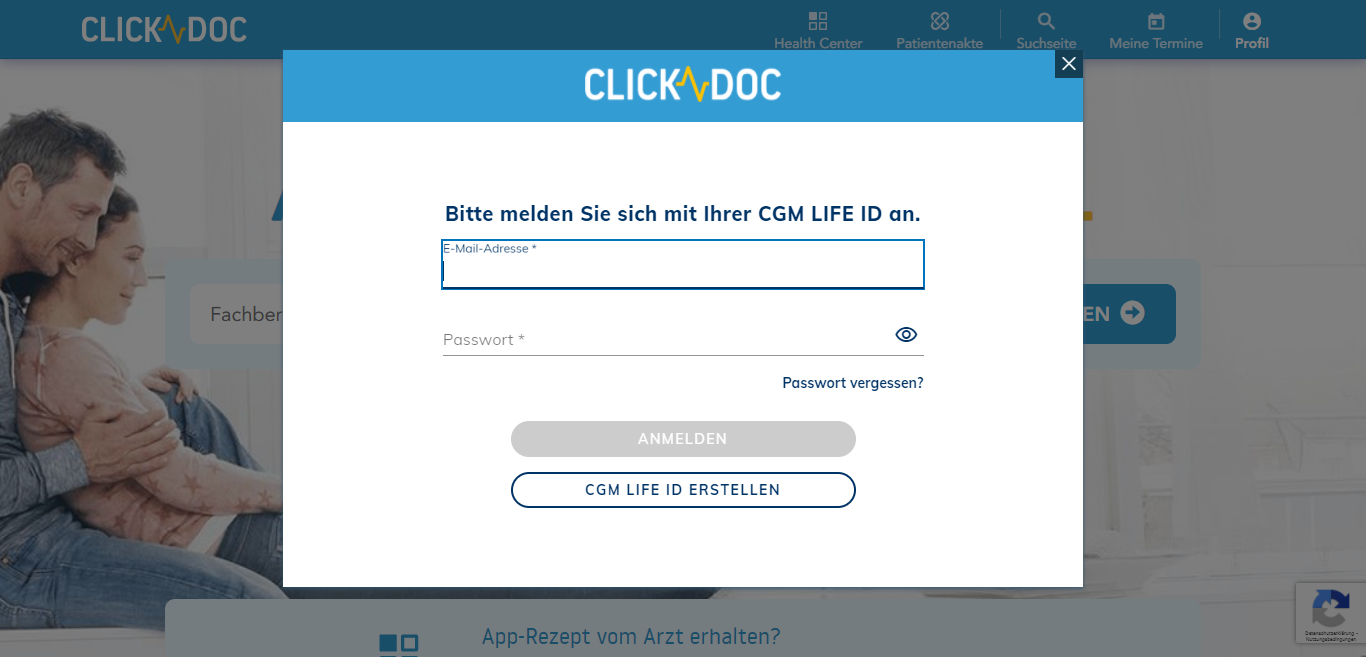 CLICKDOC
Health Center
Patientenakte
Suchseite
Meine Termine
Profil
CLICKDOC
Bitte melden Sie sich mit Ihrer CGM LIFE ID an.
E-Mail-Adresse *
Fachber
EN
Passwort *
Passwort vergessen?
ANMELDEN
CGM LIFE ID ERSTELLEN
Datenschutzerklärung -
Nutzungsbedingungen
App-Rezept vom Arzt erhalten?